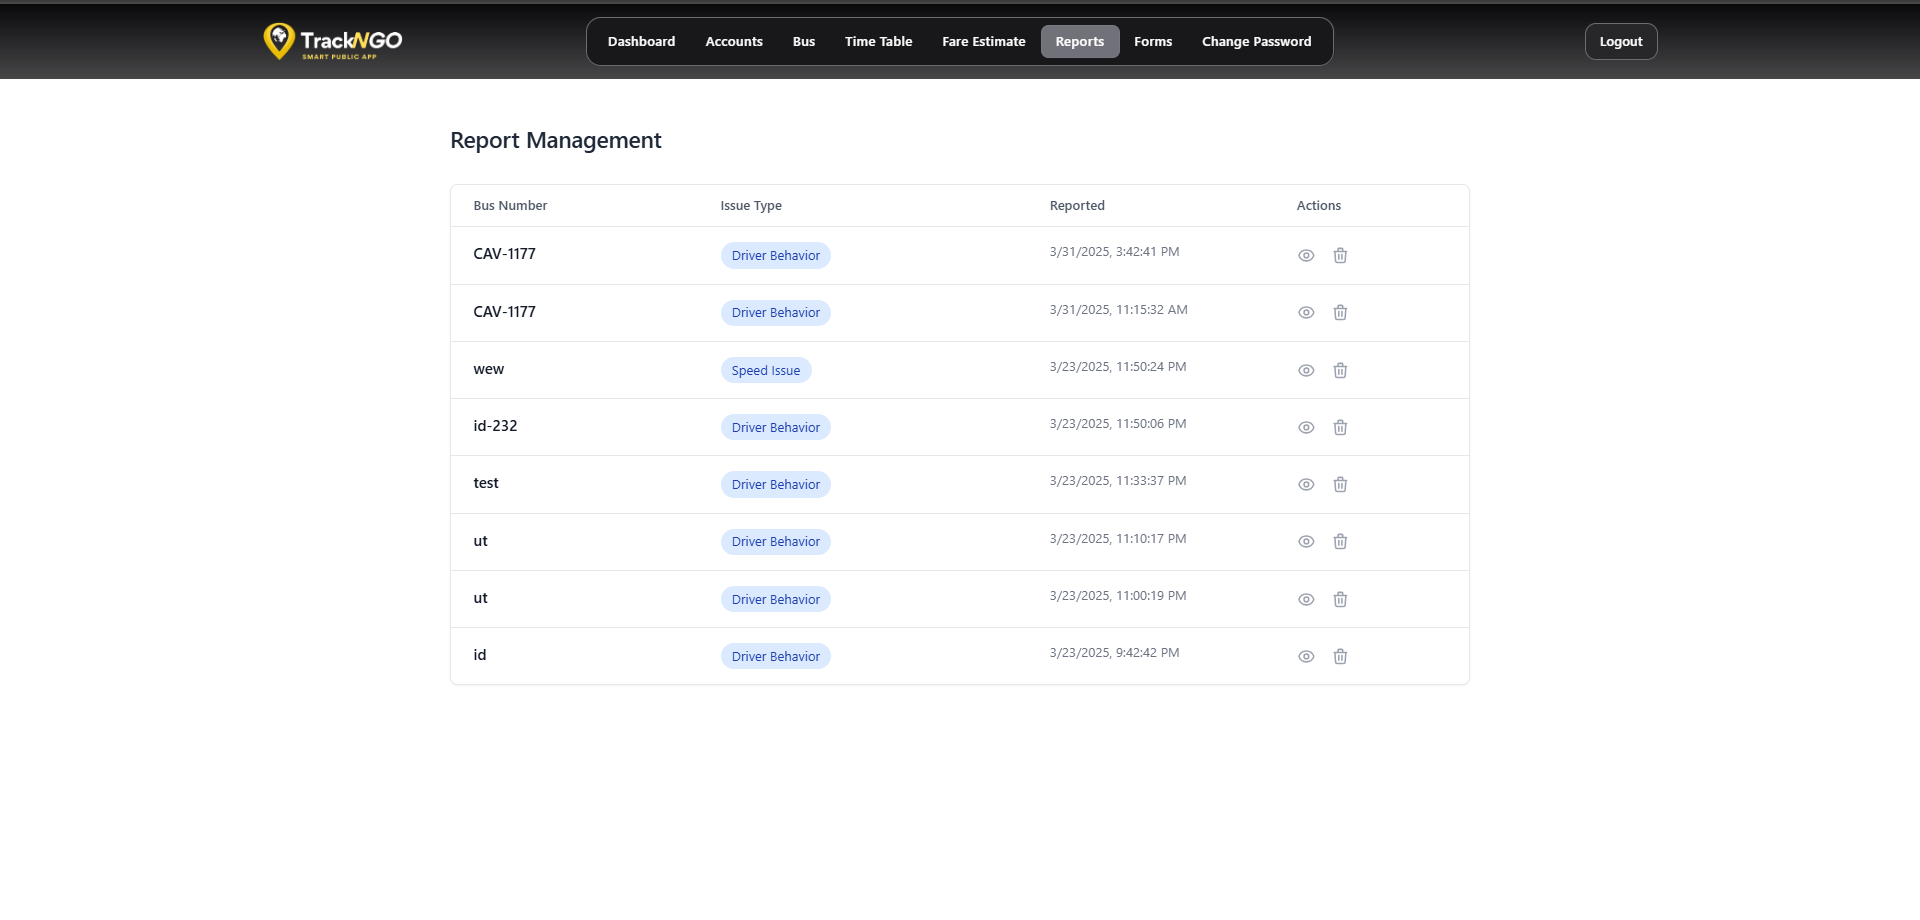 TrackNGO
SMART PUBLIC APP
Dashboard Accounts Bus Time Table Fare Estimate Reports Forms Change Password
Logout
Report Management
Bus Number Issue Type Reported Actions
CAV-1177 Driver Behavior 3/31/2025, 3:42:41 PM
CAV-1177 Driver Behavior 3/31/2025, 11:15:32 AM
wew Speed Issue 3/23/2025, 11:50:24 PM
id-232 Driver Behavior 3/23/2025, 11:50:06 PM
test Driver Behavior 3/23/2025, 11:33:37 PM
ut Driver Behavior 3/23/2025, 11:10:17 PM
ut Driver Behavior 3/23/2025, 11:00:19 PM
id Driver Behavior 3/23/2025, 9:42:42 PM